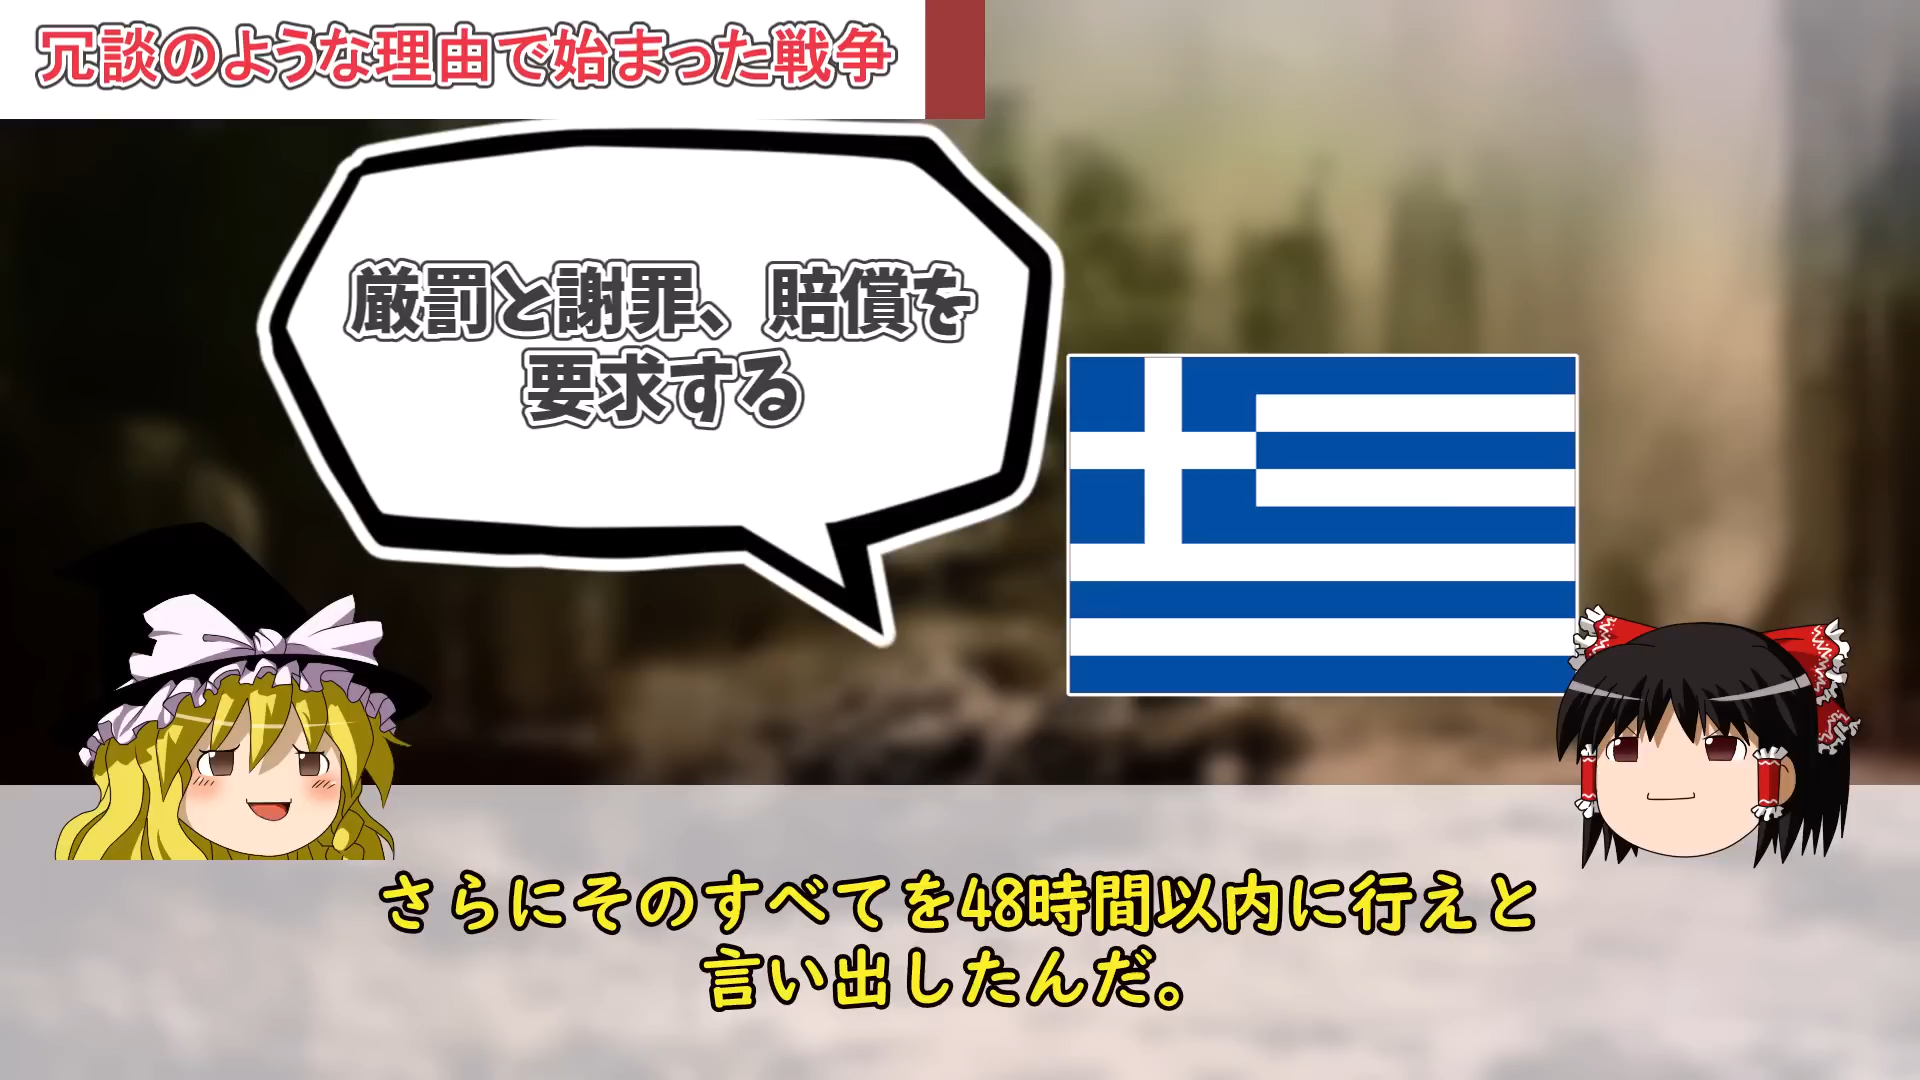 冗談のような理由で始まった戦争
厳罰と謝罪、賠償を
要求する
さらにそのすべてを48時間以内に行えと
言い出したんだ。